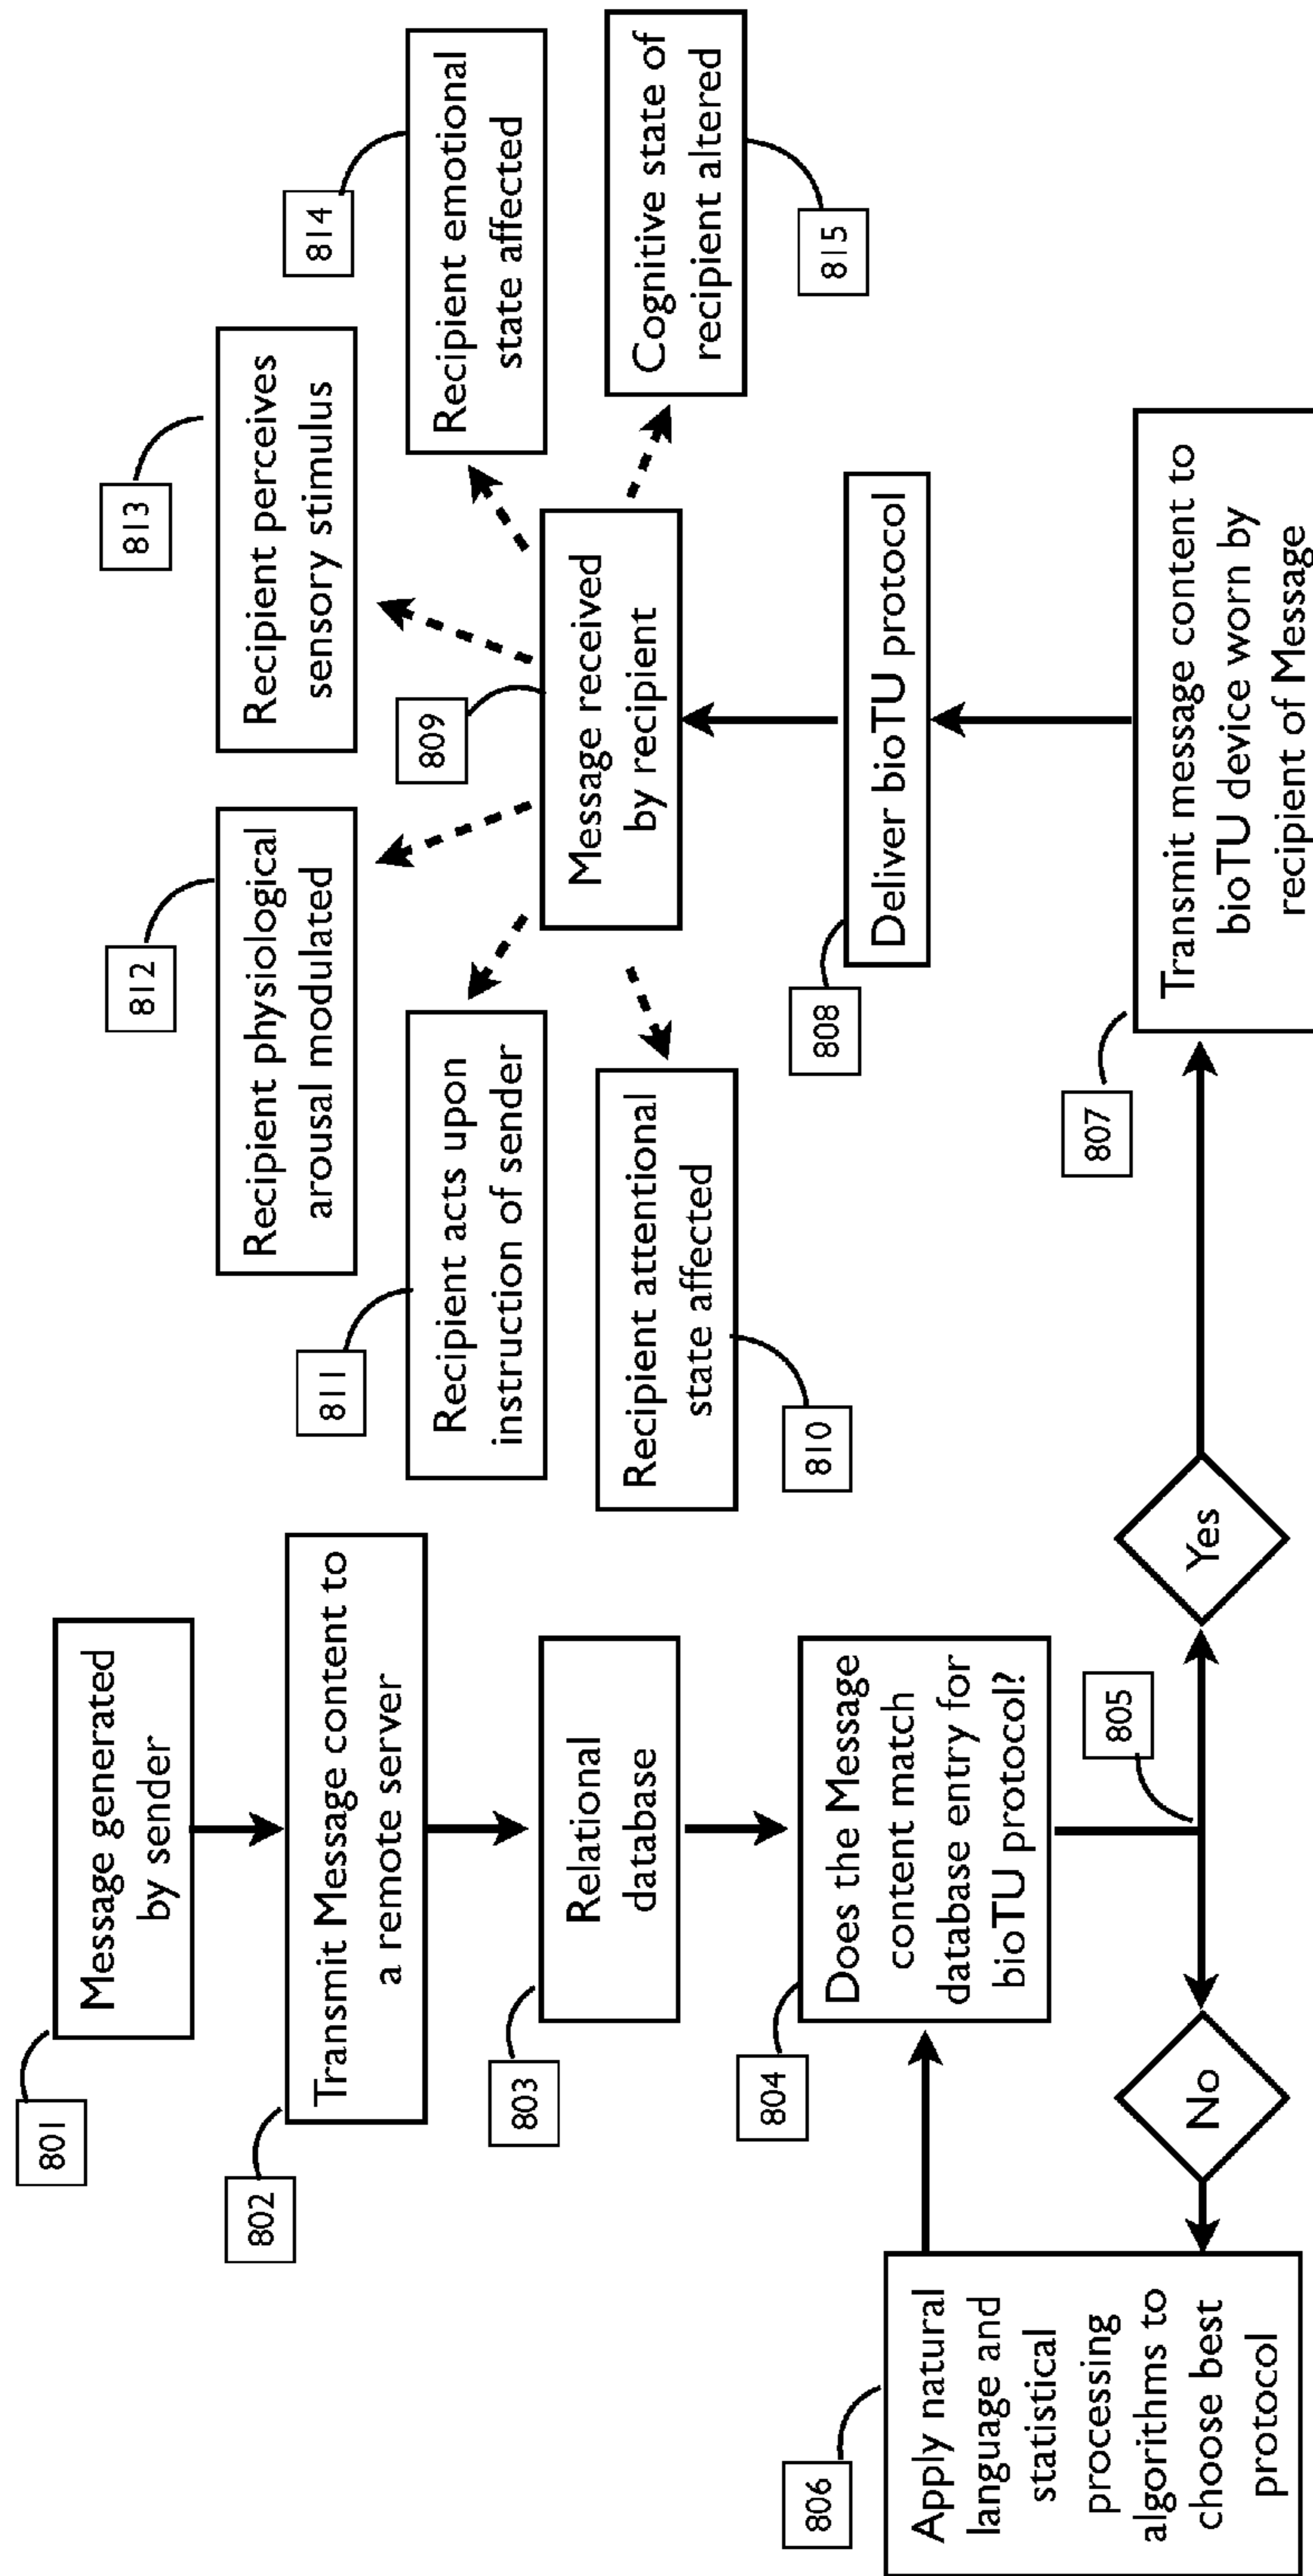 801
Message generated
by sender
802
Transmit Message content to
a remote server
803
Relational
database
804
Does the Message
content match
database entry for
bioTU protocol?
805
No
Yes
806
Apply natural
language and
statistical
processing
algorithms to
choose best
protocol
807
Transmit message content to
bioTU device worn by
recipient of Message
808
Deliver bioTU protocol
809
Message received
by recipient
810
Recipient attentional
state affected
811
Recipient acts upon
instruction of sender
812
Recipient physiological
arousal modulated
813
Recipient perceives
sensory stimulus
814
Recipient emotional
state affected
815
Cognitive state of
recipient altered